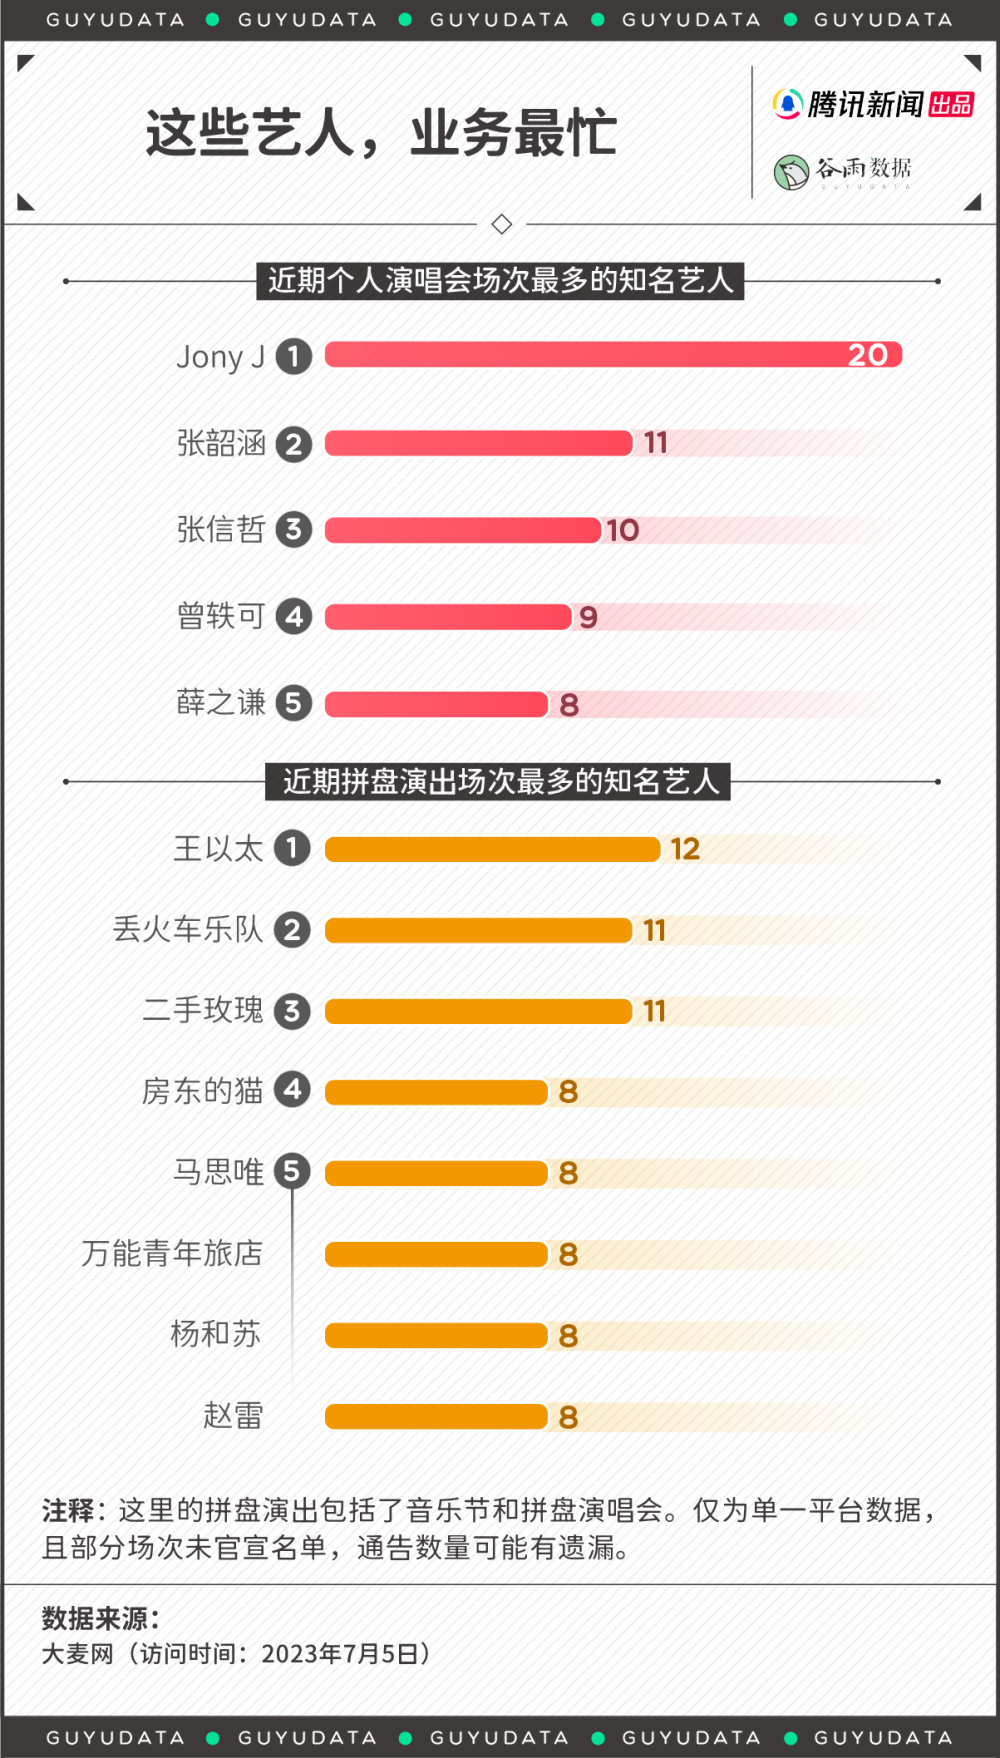 GUYUDATA ● GUYUDATA ● GUYUDATA ● GUYUDATA ● GUYUDATA
这些艺人，业务最忙
腾讯新闻 出品
谷雨数据
GUYUDATA
近期个人演唱会场次最多的知名艺人
Jony J 1 20
张韶涵 2 11
张信哲 3 10
曾轶可 4 9
薛之谦 5 8
近期拼盘演出场次最多的知名艺人
王以太 1 12
丢火车乐队 2 11
二手玫瑰 3 11
房东的猫 4 8
马思唯 5 8
万能青年旅店 8
杨和苏 8
赵雷 8
注释：这里的拼盘演出包括了音乐节和拼盘演唱会。仅为单一平台数据，
且部分场次未官宣名单，通告数量可能有遗漏。
数据来源：
大麦网（访问时间：2023年7月5日）
GUYUDATA ● GUYUDATA ● GUYUDATA ● GUYUDATA ● GUYUDATA